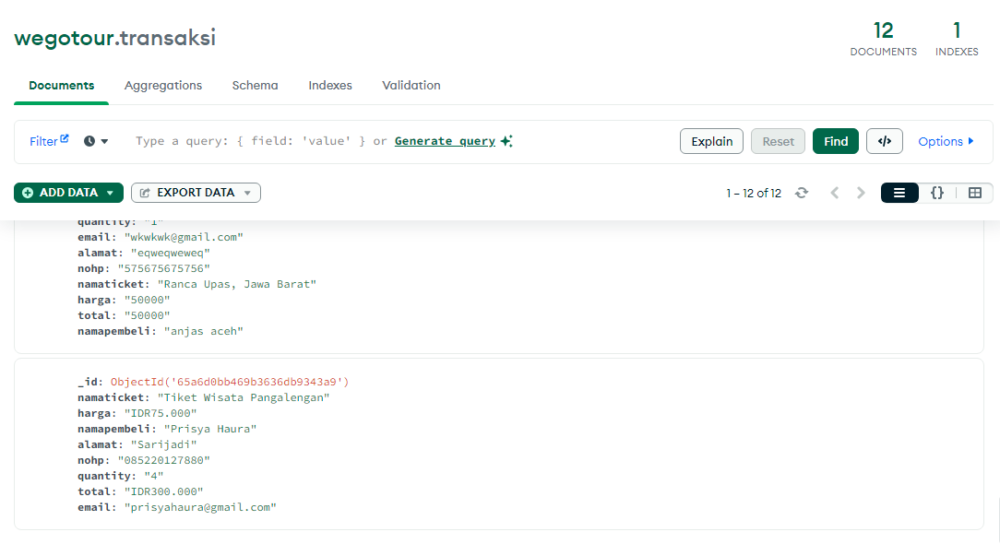 wegotour.transaksi
12
DOCUMENTS
1
INDEXES
Documents Aggregations Schema Indexes Validation
Filter Type a query: { field: 'value' } or Generate query Explain Reset Find </> Options
ADD DATA EXPORT DATA 1 – 12 of 12 {}
quantity: "1"
email: "wkwkwk@gmail.com"
alamat: "eqweqweweq"
nohp: "575675675756"
namaticket: "Ranca Upas, Jawa Barat"
harga: "50000"
total: "50000"
namapembeli: "anjas aceh"
_id: ObjectId('65a6d0bb469b3636db9343a9')
namaticket: "Tiket Wisata Pangalengan"
harga: "IDR75.000"
namapembeli: "Prisya Haura"
alamat: "Sarijadi"
nohp: "085220127880"
quantity: "4"
total: "IDR300.000"
email: "prisyahaura@gmail.com"